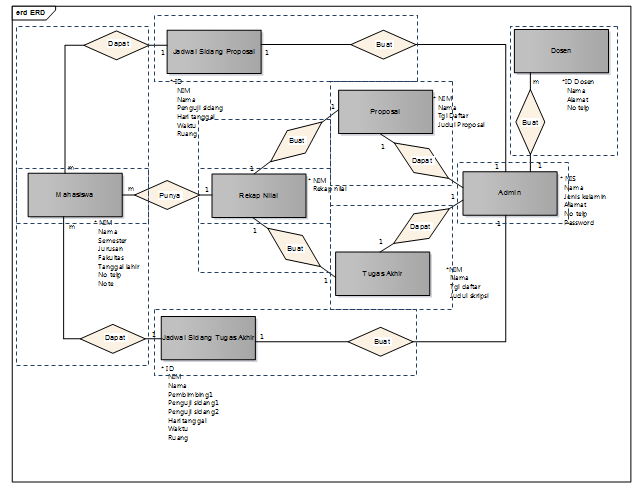 erd ERD
Dapat
1
Jadwal Sidang Proposal
1
Buat
Dosen
*ID
NIM
Nama
Penguji sidang
Hari tanggal
Waktu
Ruang
m
*ID Dosen
Nama
Alamat
No telp
Proposal
1
*NIM
Nama
Tgl Daftar
Judul Proposal
Buat
Buat
1
Dapat
m
1
1
1
Mahasiswa
m
Punya
1
Rekap Nilai
*NIM
Rekap nilai
Admin
*NIS
Nama
Jenis kelamin
Alamat
No telp
Password
m
*NIM
Nama
Semester
Jurusan
Fakultas
Tanggal lahir
No telp
Note
1
Buat
1
1
Dapat
1
1
Tugas Akhir
*NIM
Nama
Tgl daftar
Judul skripsi
Dapat
1
Jadwal Sidang Tugas Akhir
1
Buat
* ID
NIM
Nama
Pembimbing1
Penguji sidang1
Penguji sidang2
Hari tanggal
Waktu
Ruang